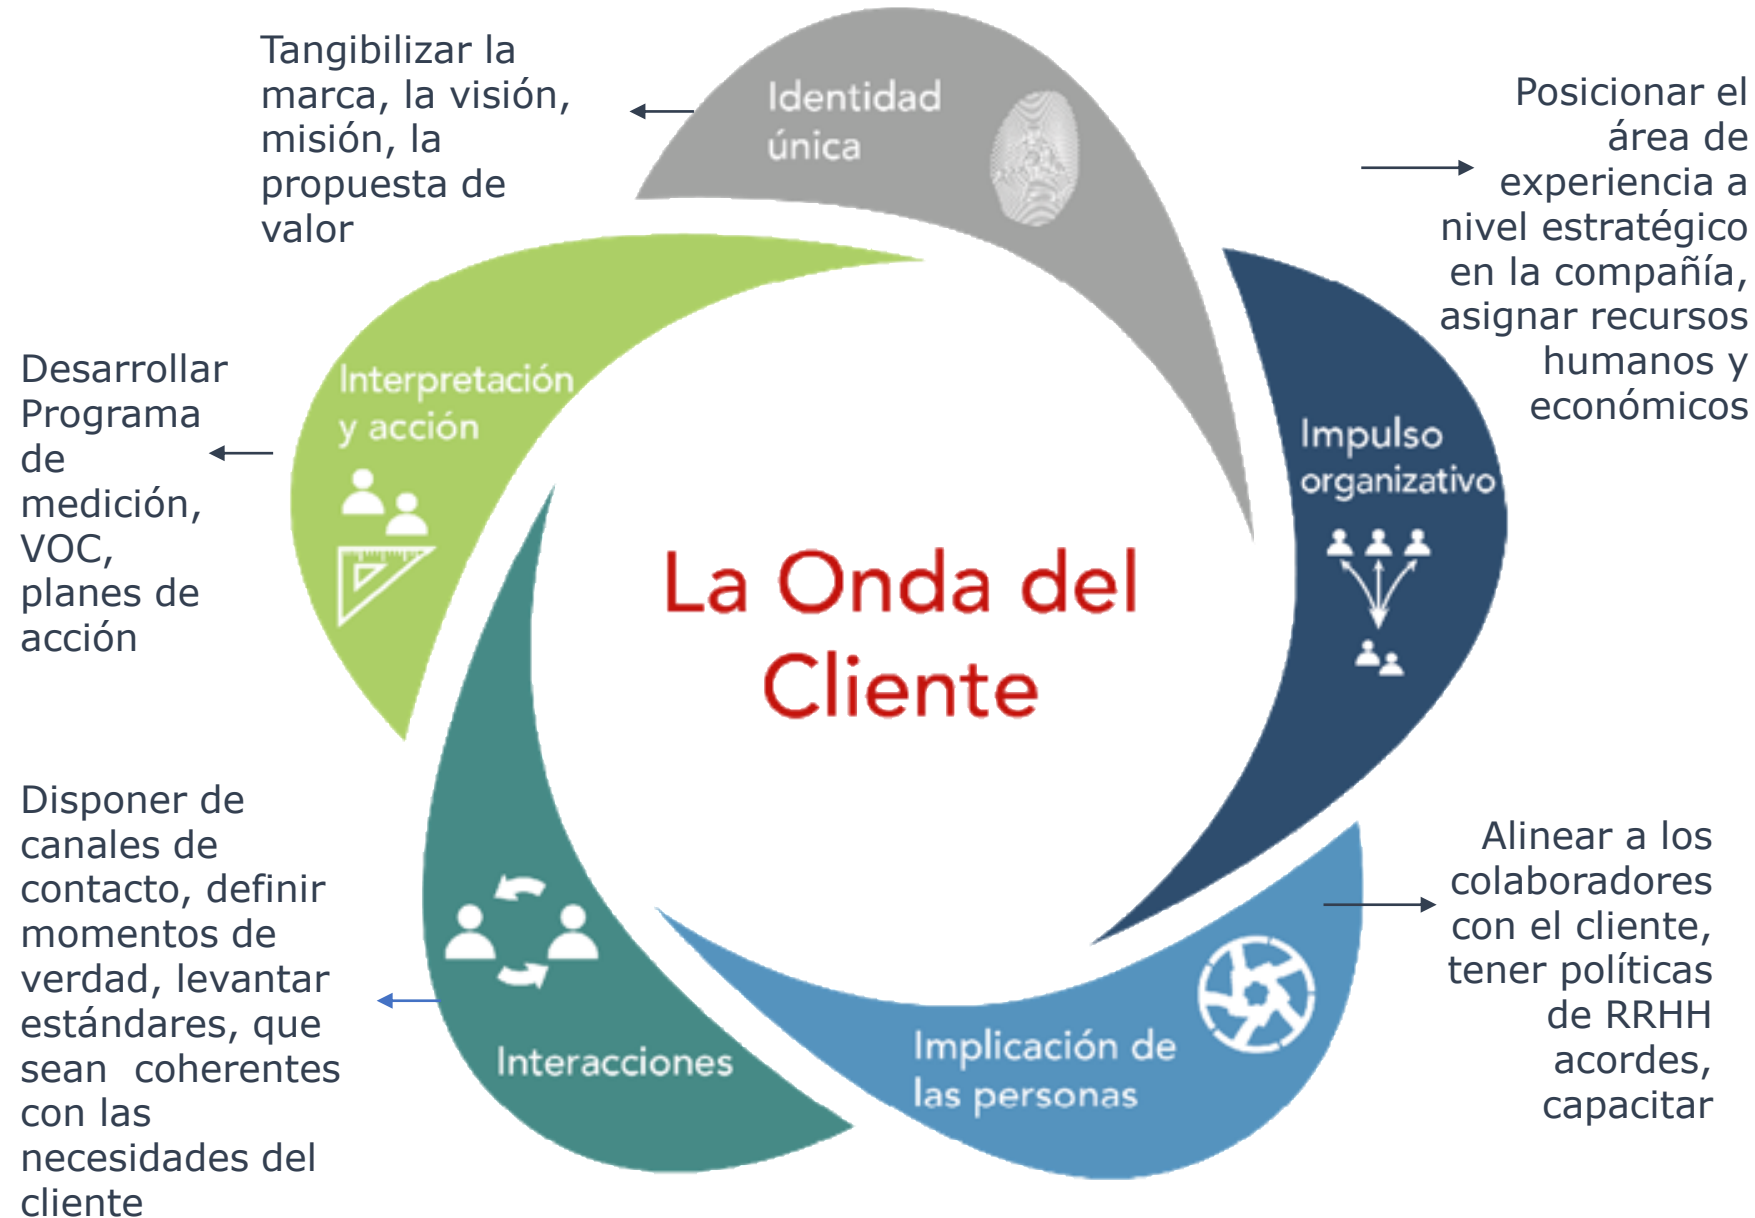 Tangibilizar la
marca, la visión,
misión, la
propuesta de
valor
Identidad
única
Posicionar el
área de
experiencia a
nivel estratégico
en la compañía,
asignar recursos
humanos y
económicos
Impulso
organizativo
Desarrollar
Programa
de
medición,
VOC,
planes de
acción
Interpretación
y acción
La Onda del
Cliente
Disponer de
canales de
contacto, definir
momentos de
verdad, levantar
estándares, que
sean  coherentes
con las
necesidades del
cliente
Interacciones
Implicación de
las personas
Alinear a los
colaboradores
con el cliente,
tener políticas
de RRHH
acordes,
capacitar